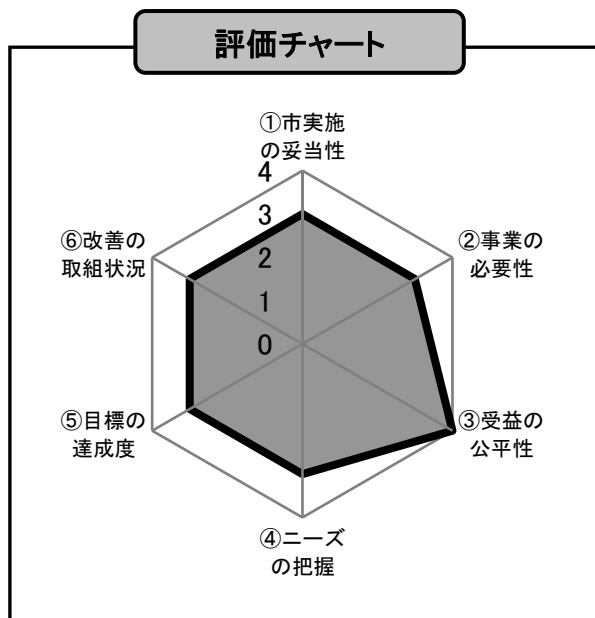 評価チャート
①市実施
の妥当性
4
3
2
1
0
②事業の
必要性
③受益の
公平性
④ニーズ
の把握
⑤目標の
達成度
⑥改善の
取組状況